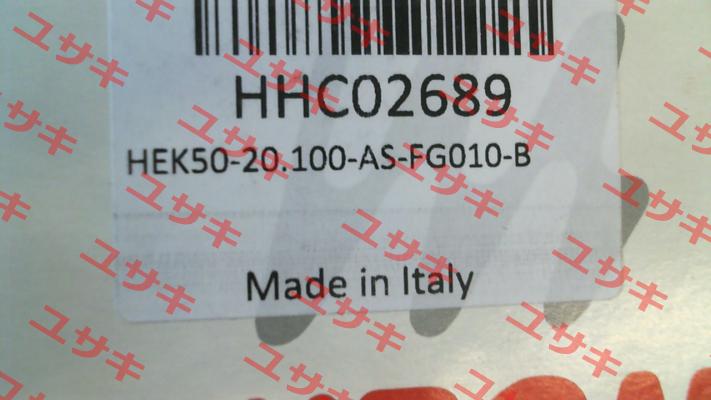 HHC02689
HEK50-20.100-AS-FG010-B
Made in Italy
ユサキ